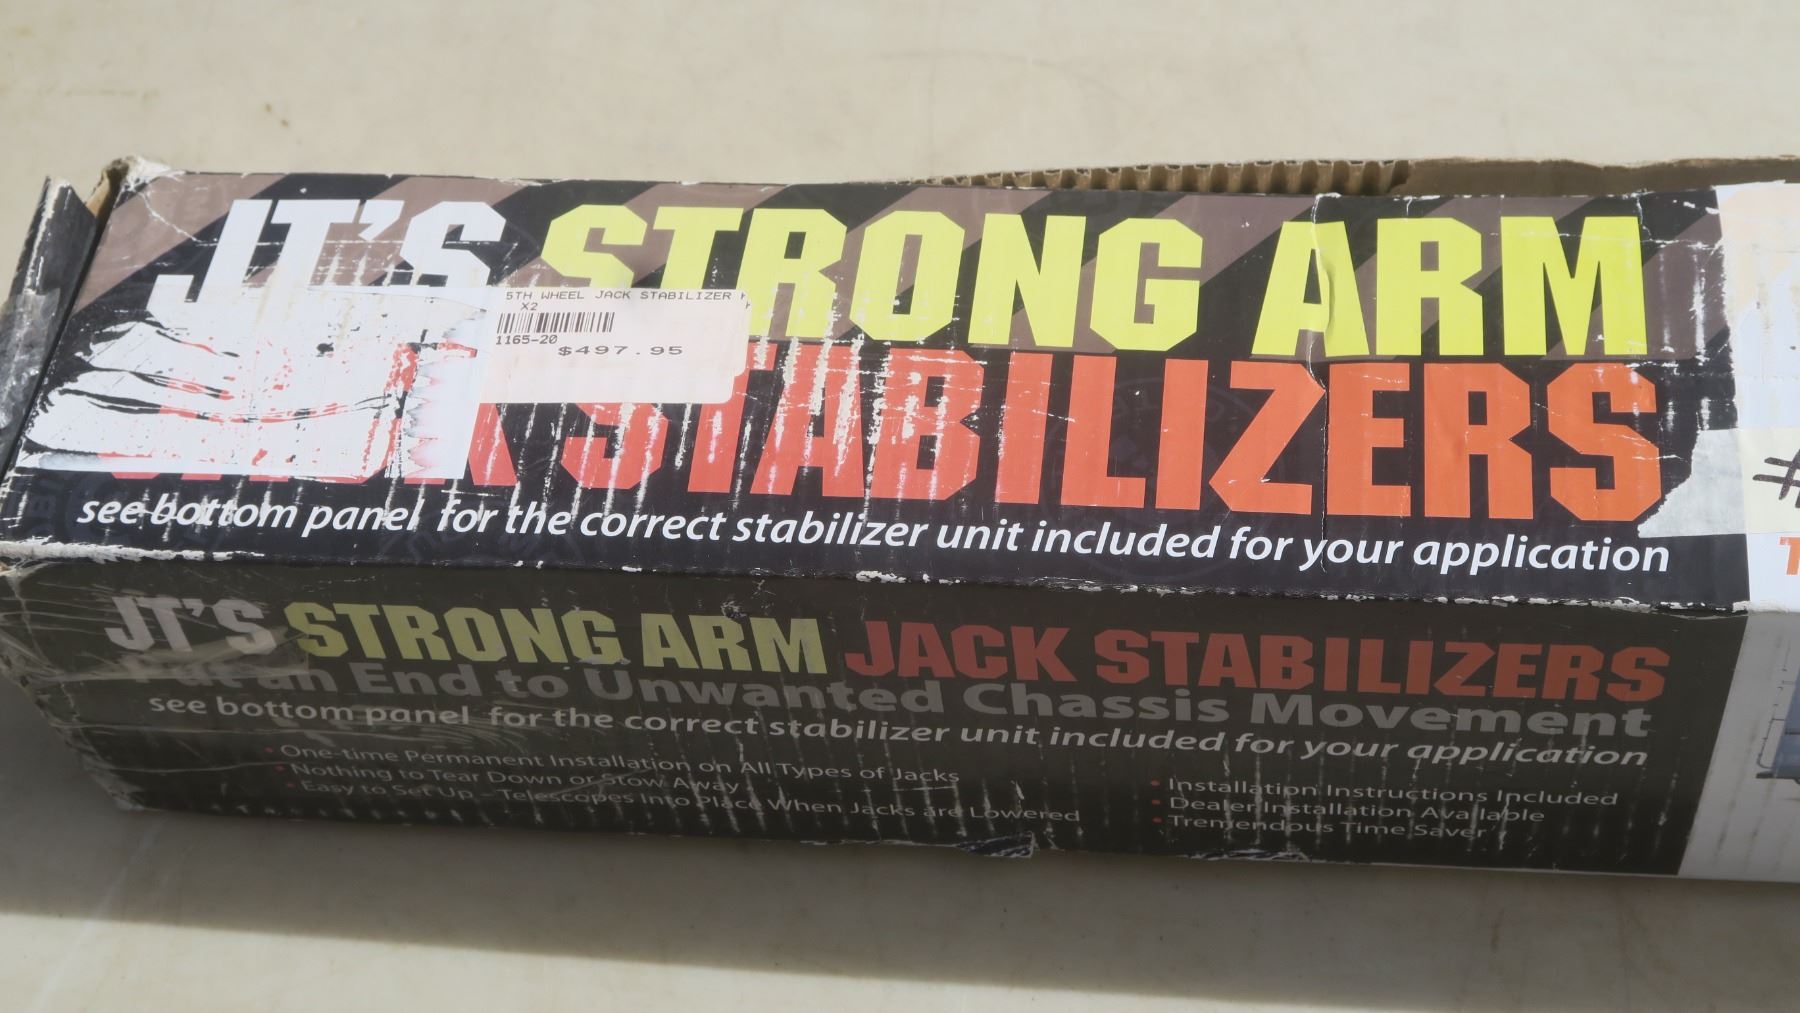 JT'S STRONG ARM
5TH WHEEL JACK STABILIZER
X2
1165-20
$497.95
STABILIZERS
see bottom panel for the correct stabilizer unit included for your application
#
JT'S STRONG ARM JACK STABILIZERS
Put an End to Unwanted Chassis Movement
see bottom panel for the correct stabilizer unit included for your application
• One-time Permanent Installation on All Types of Jacks
• Nothing to Tear Down or Stow Away
• Easy to Set Up – Telescopes Into Place When Jacks are Lowered
• Installation Instructions Included
• Dealer Installation Available
• Tremendous Time Saver